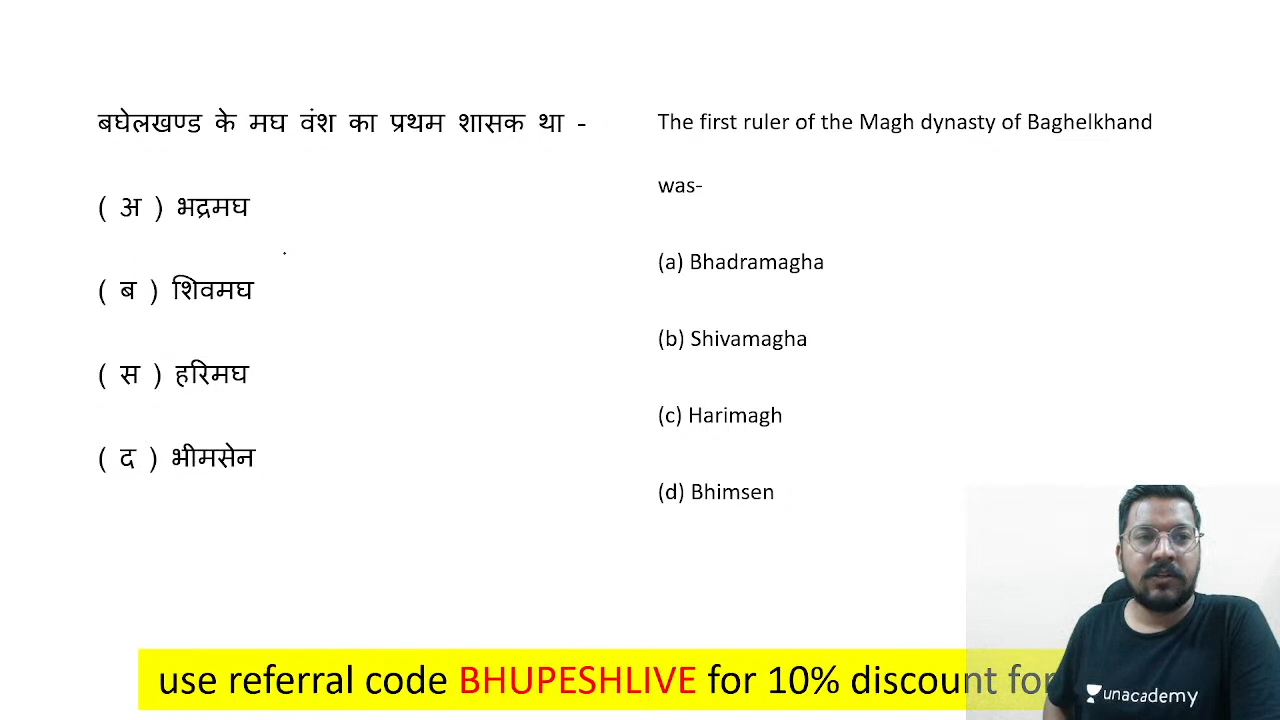 बघेलखण्ड के मघ वंश का प्रथम शासक था -
( अ ) भद्रमघ
( ब ) शिवमघ
( स ) हरिमघ
( द ) भीमसेन
The first ruler of the Magh dynasty of Baghelkhand
was-
(a) Bhadramagha
(b) Shivamagha
(c) Harimagh
(d) Bhimsen
use referral code BHUPESHLIVE for 10% discount for
unacademy